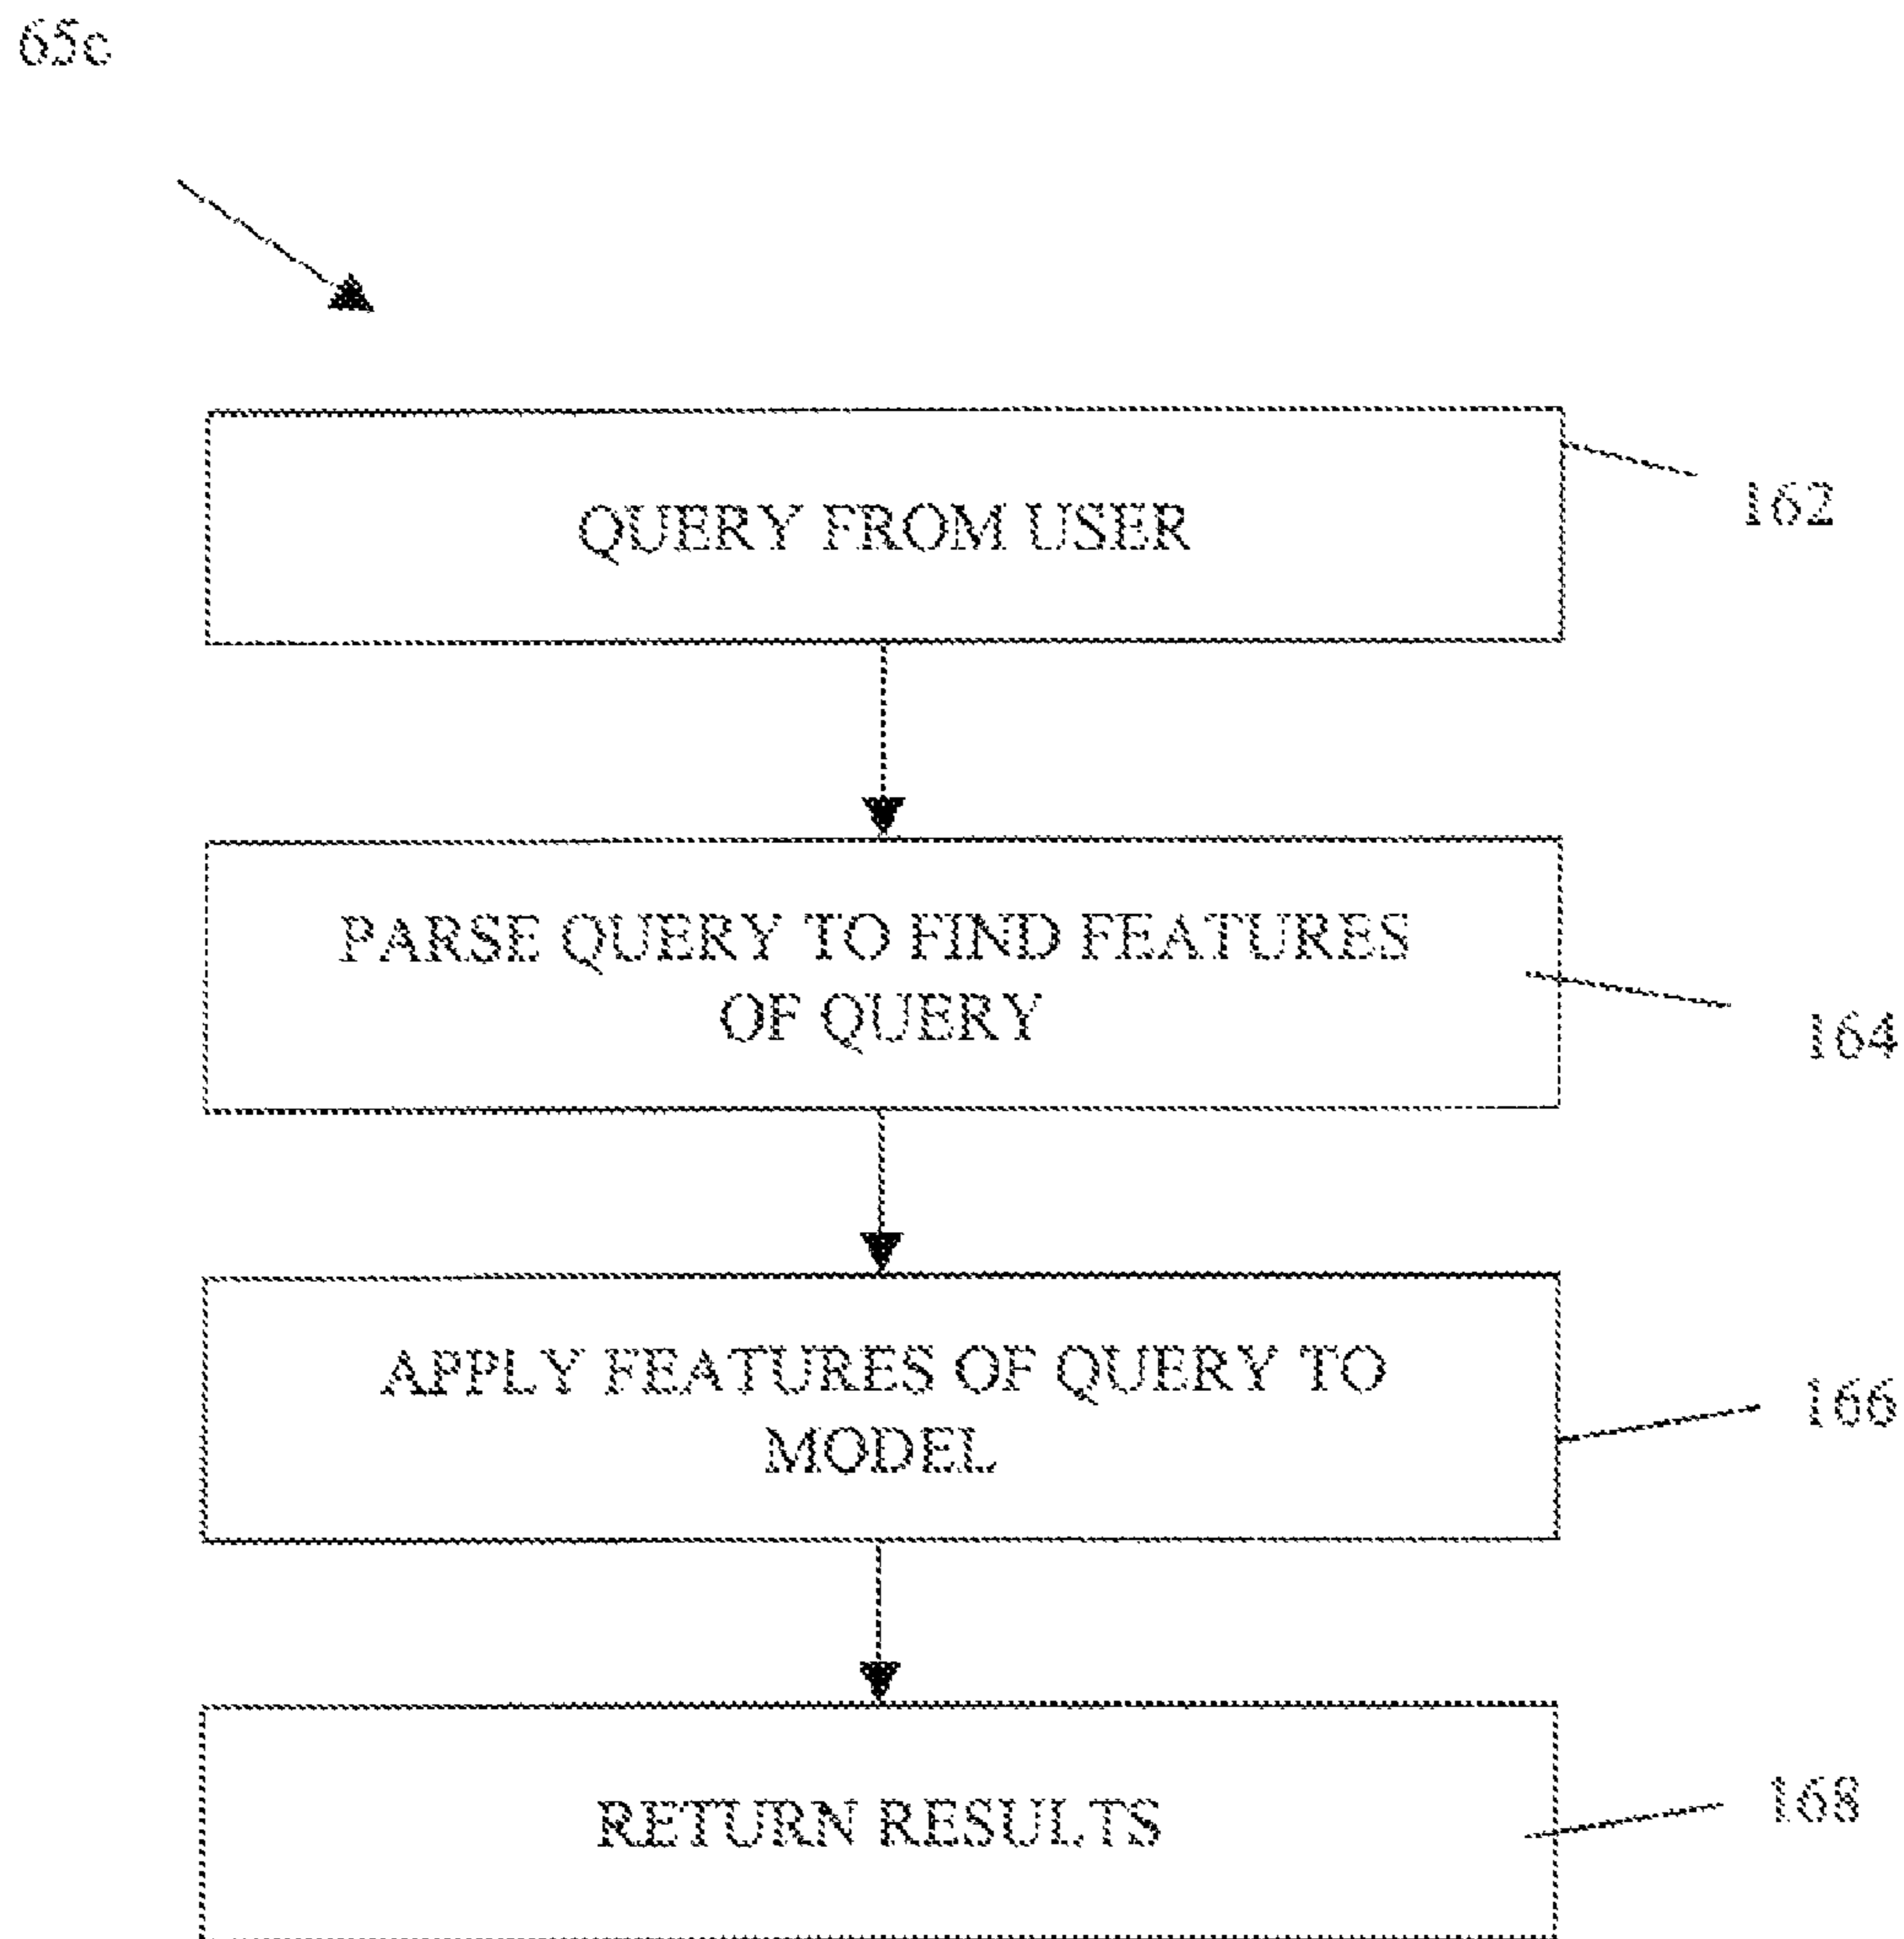 65c
QUERY FROM USER
162
PARSE QUERY TO FIND FEATURES
OF QUERY
164
APPLY FEATURES OF QUERY TO
MODEL
166
RETURN RESULTS
168